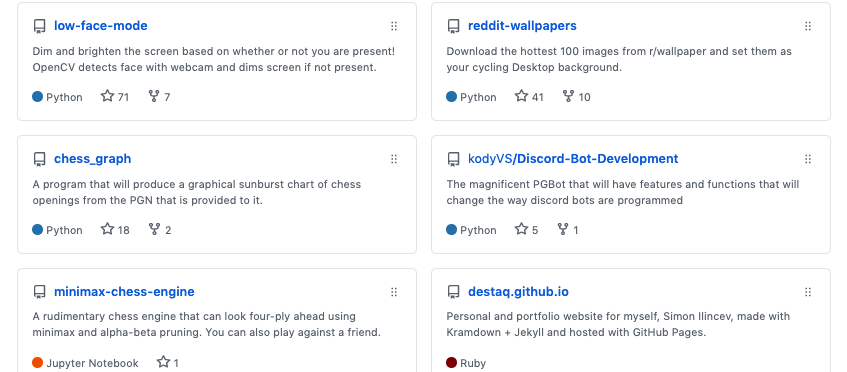 low-face-mode
Dim and brighten the screen based on whether or not you are present!
OpenCV detects face with webcam and dims screen if not present.
Python 71 7
reddit-wallpapers
Download the hottest 100 images from r/wallpaper and set them as
your cycling Desktop background.
Python 41 10
chess_graph
A program that will produce a graphical sunburst chart of chess
openings from the PGN that is provided to it.
Python 18 2
kodyVS/Discord-Bot-Development
The magnificent PGBot that will have features and functions that will
change the way discord bots are programmed
Python 5 1
minimax-chess-engine
A rudimentary chess engine that can look four-ply ahead using
minimax and alpha-beta pruning. You can also play against a friend.
Jupyter Notebook 1
destaq.github.io
Personal and portfolio website for myself, Simon Ilincev, made with
Kramdown + Jekyll and hosted with GitHub Pages.
Ruby